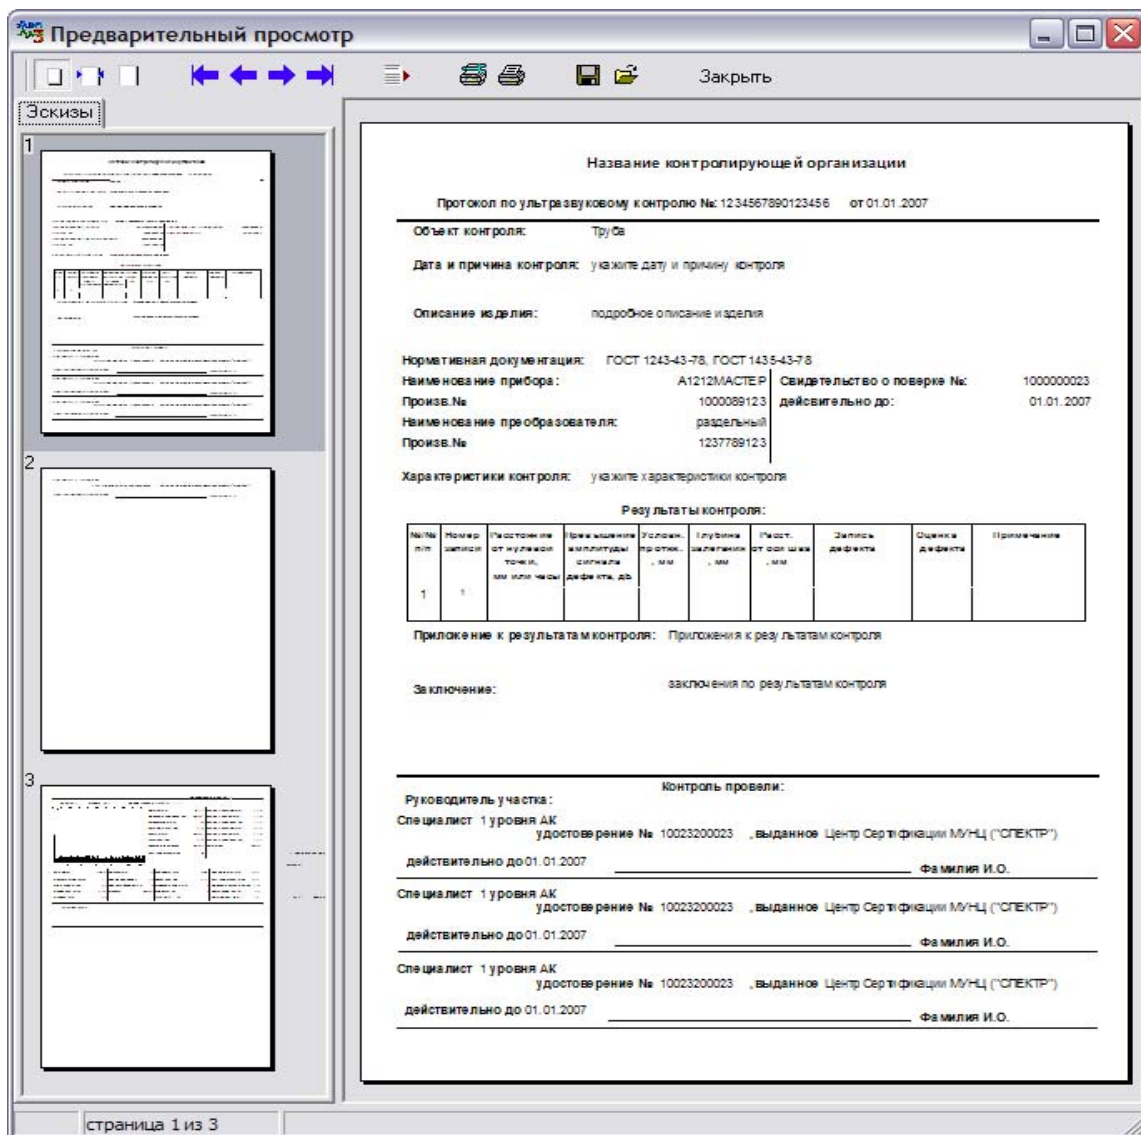 Предварительный просмотр
Закрыть
Эскизы
1
2
3
Название контролирующей организации
Протокол по ультразвуковому контролю №: 1234567890123456 от 01.01.2007
Объект контроля: Труба
Дата и причина контроля: укажите дату и причину контроля
Описание изделия: подробное описание изделия
Нормативная документация: ГОСТ 1243-43-78, ГОСТ 1435-43-78
Наименование прибора: А1212МАСТЕР Свидетельство о поверке №: 1000000023
Произв.№ 1000089123 действительно до: 01.01.2007
Наименование преобразователя: раздельный
Произв.№ 1237789123
Характеристики контроля: укажите характеристики контроля
Результаты контроля:
№/№ Номер Расстояние Превышение Условн. Глубина Расст. Запись Оценка Примечание
п/п записи от нулевой амплитуды протяж. залегания от оси шва дефекта дефекта
точки, сигнала , мм , мм , мм
мм или часы дефекта, дБ
1 1
Приложение к результатам контроля: Приложения к результатам контроля
Заключение: заключения по результатам контроля
Контроль провели:
Руководитель участка:
Специалист 1 уровня АК
удостоверение № 10023200023 , выданное Центр Сертификации МУНЦ ("СПЕКТР")
действительно до 01.01.2007 Фамилия И.О.
Специалист 1 уровня АК
удостоверение № 10023200023 , выданное Центр Сертификации МУНЦ ("СПЕКТР")
действительно до 01.01.2007 Фамилия И.О.
Специалист 1 уровня АК
удостоверение № 10023200023 , выданное Центр Сертификации МУНЦ ("СПЕКТР")
действительно до 01.01.2007 Фамилия И.О.
страница 1 из 3